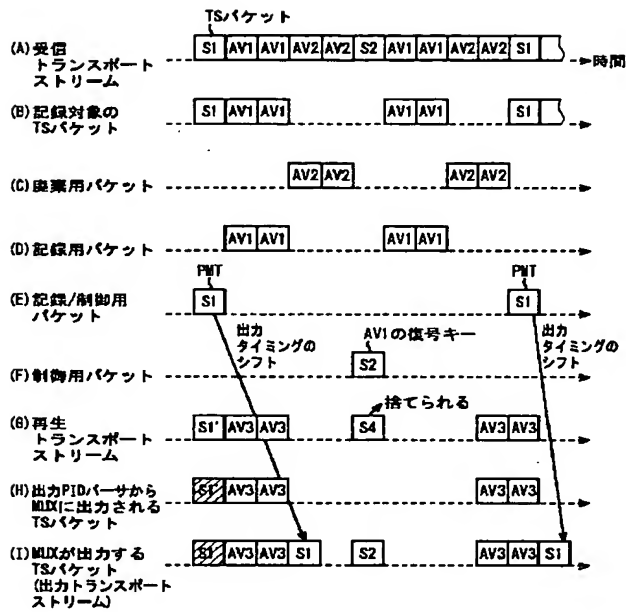 TSパケット
(A)受信
トランスポート
ストリーム
S1 AV1 AV1 AV2 AV2 S2 AV1 AV1 AV2 AV2 S1
時間
(B)記録対象の
TSパケット
S1 AV1 AV1 AV1 AV1 S1
(C)廃棄用パケット
AV2 AV2 AV2 AV2
(D)記録用パケット
AV1 AV1 AV1 AV1
PMT PMT
(E)記録/制御用
パケット
S1 S1
出力
タイミングの
シフト
出力
タイミングの
シフト
AV1の復号キー
(F)制御用パケット
S2
捨てられる
(G)再生
トランスポート
ストリーム
S1' AV3 AV3 S4 AV3 AV3
(H)出力PIDパーサから
MUXに出力される
TSパケット
S1' AV3 AV3 AV3 AV3
(I)MUXが出力する
TSパケット
(出力トランスポート
ストリーム)
S1 AV3 AV3 S1 S2 AV3 AV3 S1